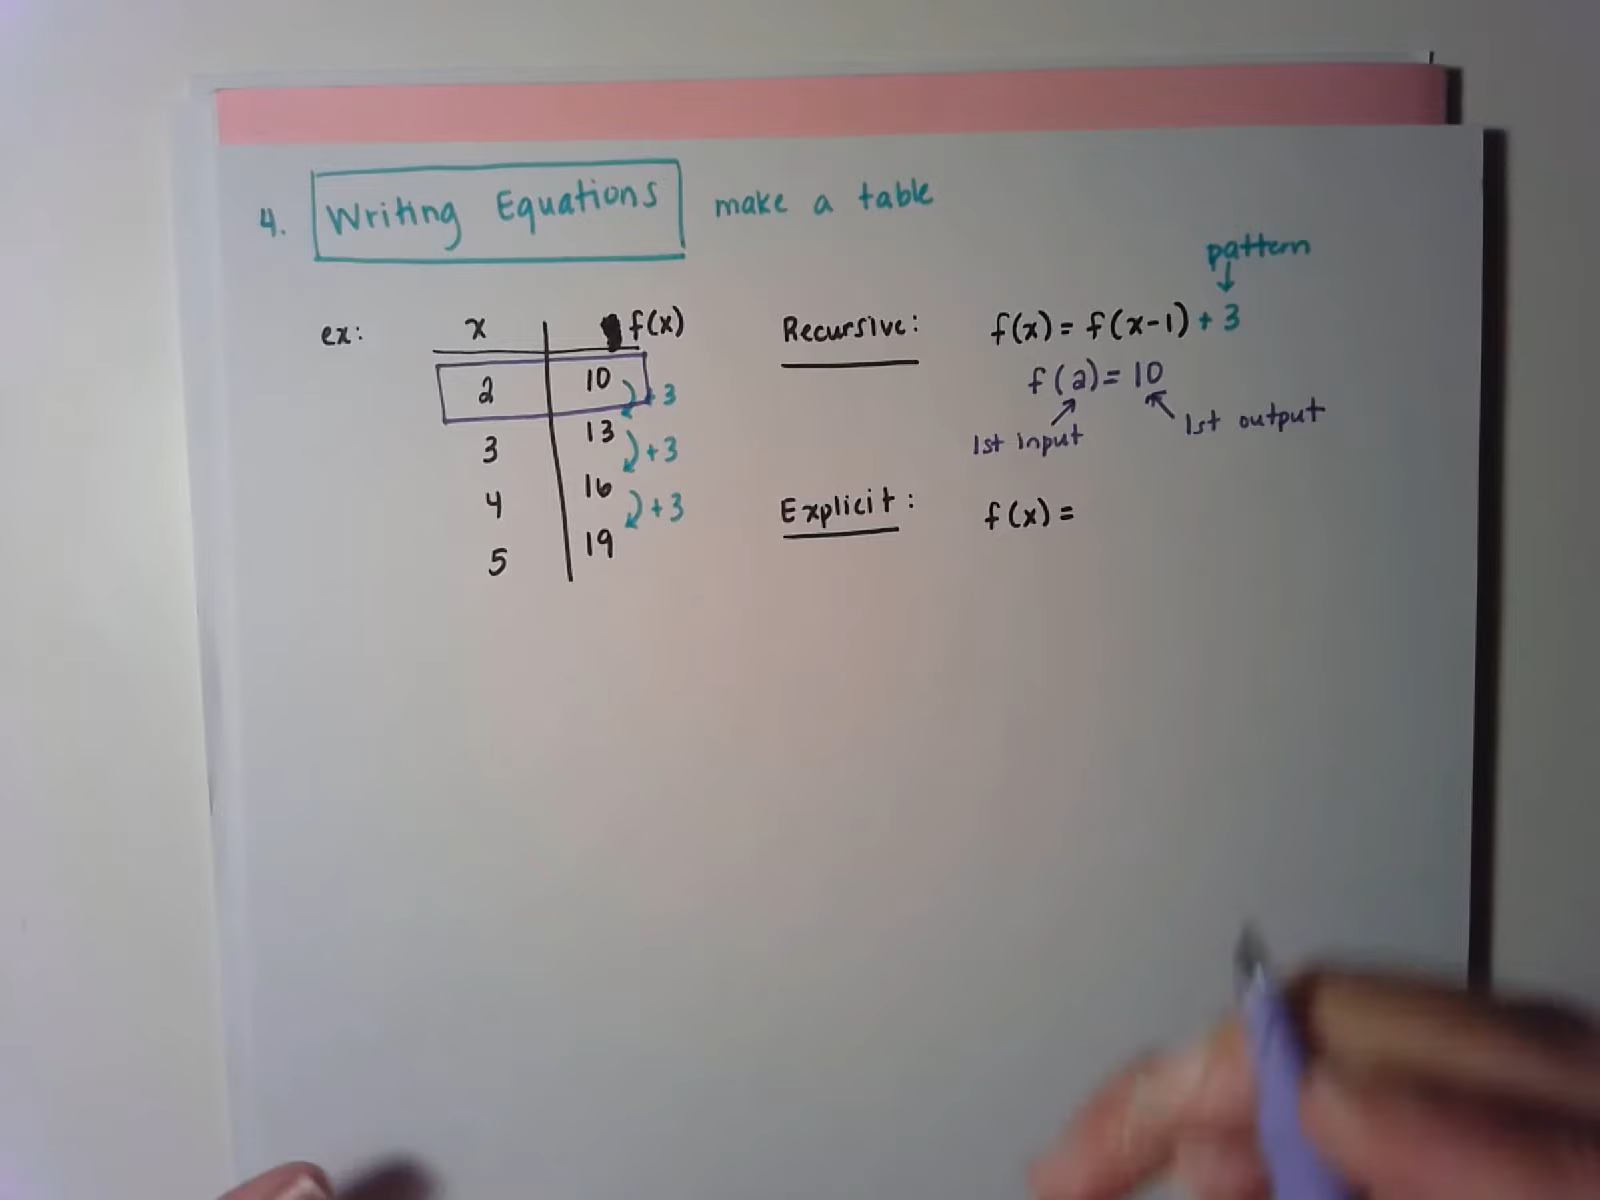 4. Writing Equations make a table
pattern
ex: x f(x) Recursive: f(x) = f(x-1) + 3
2 10 +3 f(2) = 10
1st input 1st output
3 13 +3
4 16 +3 Explicit: f(x) =
5 19